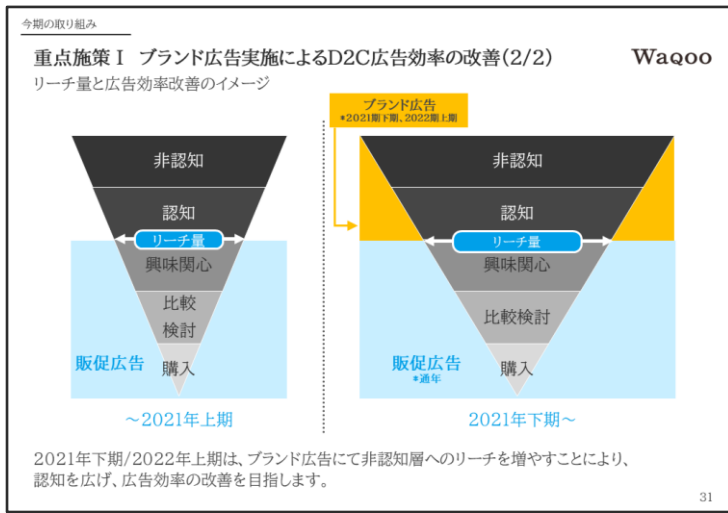 今期の取り組み
重点施策Ⅰ ブランド広告実施によるD2C広告効率の改善(2/2)
Waqoo
リーチ量と広告効率改善のイメージ
ブランド広告
*2021期下期、2022期上期
非認知
認知
リーチ量
興味関心
比較
検討
販促広告
購入
～2021年上期
非認知
認知
リーチ量
興味関心
比較検討
販促広告
*通年
購入
2021年下期～
2021年下期/2022年上期は、ブランド広告にて非認知層へのリーチを増やすことにより、
認知を広げ、広告効率の改善を目指します。
31